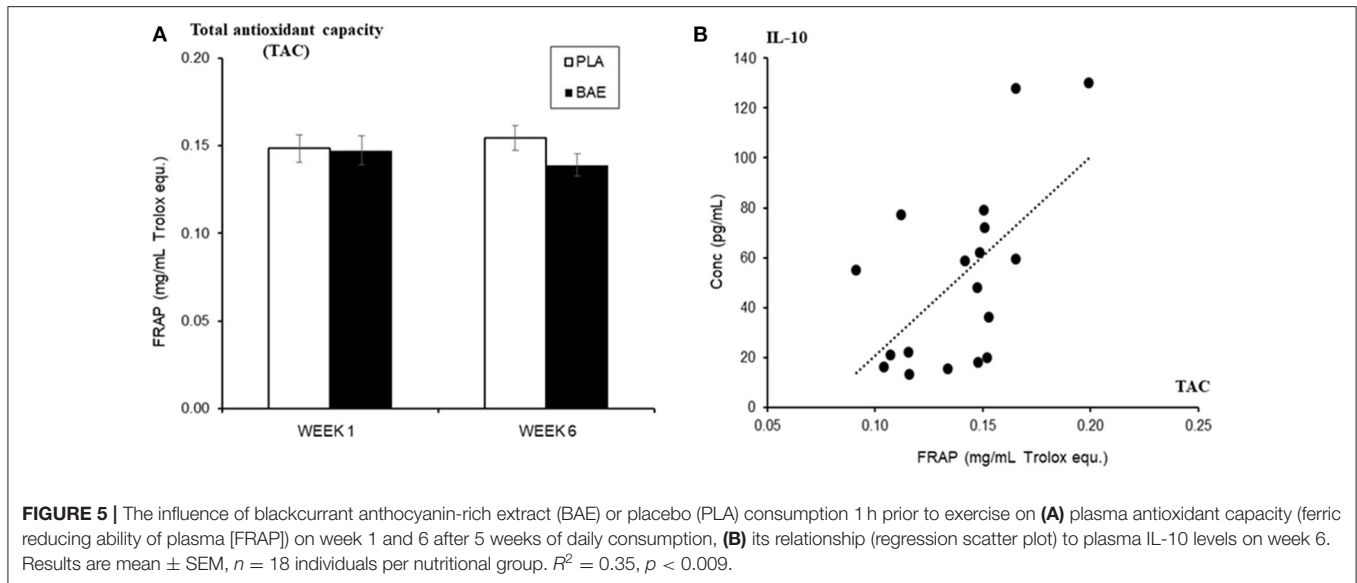 A
Total antioxidant capacity
(TAC)
0.20
0.15
0.10
0.05
0.00
FRAP (mg/mL Trolox equ.)
PLA
BAE
WEEK 1
WEEK 6
B
IL-10
140
120
100
80
60
40
20
0
Conc (pg/mL)
TAC
0.05
0.10
0.15
0.20
0.25
FRAP (mg/mL Trolox equ.)
FIGURE 5 | The influence of blackcurrant anthocyanin-rich extract (BAE) or placebo (PLA) consumption 1 h prior to exercise on (A) plasma antioxidant capacity (ferric
reducing ability of plasma [FRAP]) on week 1 and 6 after 5 weeks of daily consumption, (B) its relationship (regression scatter plot) to plasma IL-10 levels on week 6.
Results are mean ± SEM, n = 18 individuals per nutritional group. R² = 0.35, p < 0.009.